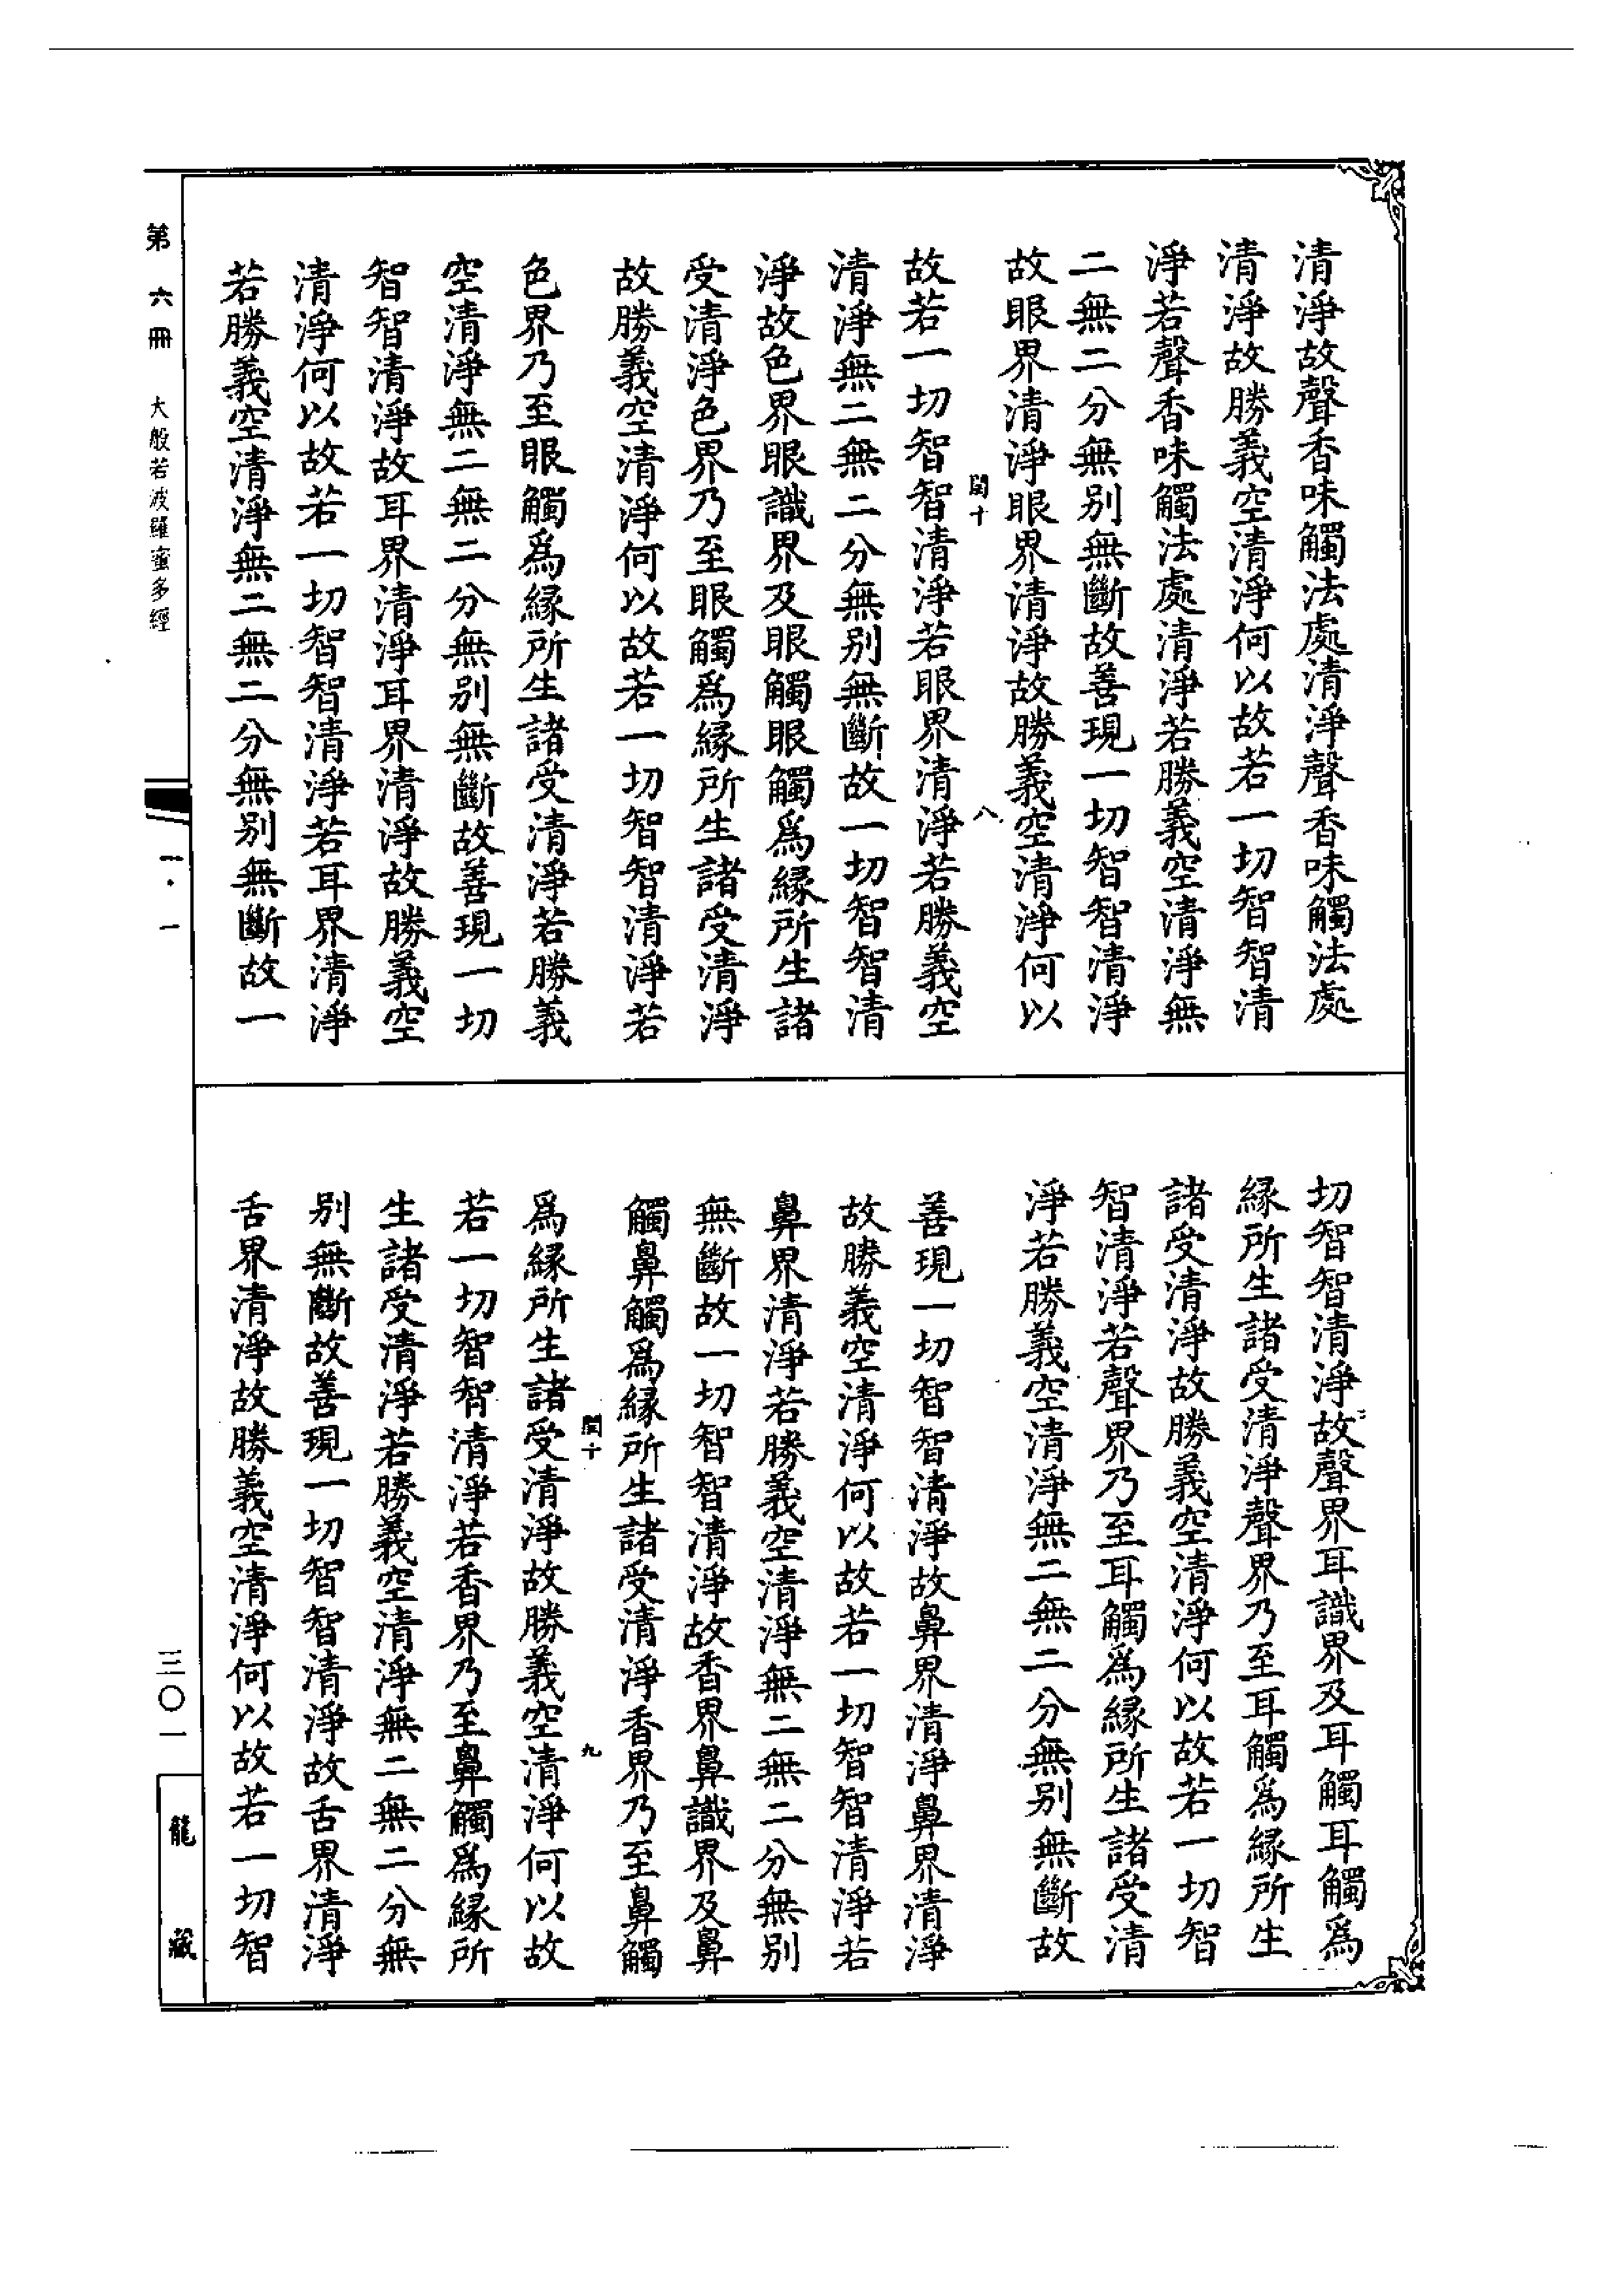 清淨故聲香味觸法處清淨聲香味觸法處
清淨故勝義空清淨何以故若一切智智清
淨若聲香味觸法處清淨若勝義空清淨無
二無二分無別無斷故善現一切智智清淨
故眼界清淨眼界清淨故勝義空清淨何以
閏十 八
故若一切智智清淨若眼界清淨若勝義空
清淨無二無二分無別無斷故一切智智清
淨故色界眼識界及眼觸眼觸為緣所生諸
受清淨色界乃至眼觸為緣所生諸受清淨
故勝義空清淨何以故若一切智智清淨若
色界乃至眼觸為緣所生諸受清淨若勝義
空清淨無二無二分無別無斷故善現一切
智智清淨故耳界清淨耳界清淨故勝義空
清淨何以故若一切智智清淨若耳界清淨
若勝義空清淨無二無二分無別無斷故一
切智智清淨故聲界耳識界及耳觸耳觸為
緣所生諸受清淨聲界乃至耳觸為緣所生
諸受清淨故勝義空清淨何以故若一切智
智清淨若聲界乃至耳觸為緣所生諸受清
淨若勝義空清淨無二無二分無別無斷故
善現一切智智清淨故鼻界清淨鼻界清淨
故勝義空清淨何以故若一切智智清淨若
鼻界清淨若勝義空清淨無二無二分無別
無斷故一切智智清淨故香界鼻識界及鼻
觸鼻觸為緣所生諸受清淨香界乃至鼻觸
閏十 九
為緣所生諸受清淨故勝義空清淨何以故
若一切智智清淨若香界乃至鼻觸為緣所
生諸受清淨若勝義空清淨無二無二分無
別無斷故善現一切智智清淨故舌界清淨
舌界清淨故勝義空清淨何以故若一切智
第六冊 大般若波羅蜜多經
一·一
三〇一
龍藏